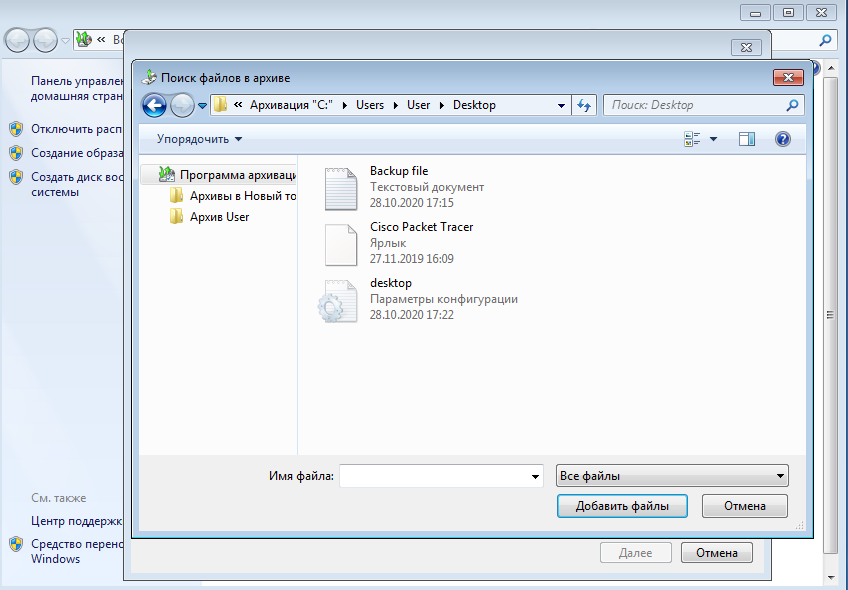 « Вс
Панель управлен
домашняя стран
Отключить расп
Создание образа
Создать диск вос
системы
См. также
Центр поддержк
Средство перено
Windows
Поиск файлов в архиве
« Архивация "C:" Users User Desktop
Поиск: Desktop
Упорядочить
Программа архиваци
Архивы в Новый то
Архив User
Backup file
Текстовый документ
28.10.2020 17:15
Cisco Packet Tracer
Ярлык
27.11.2019 16:09
desktop
Параметры конфигурации
28.10.2020 17:22
Имя файла:
Все файлы
Добавить файлы
Отмена
Далее
Отмена